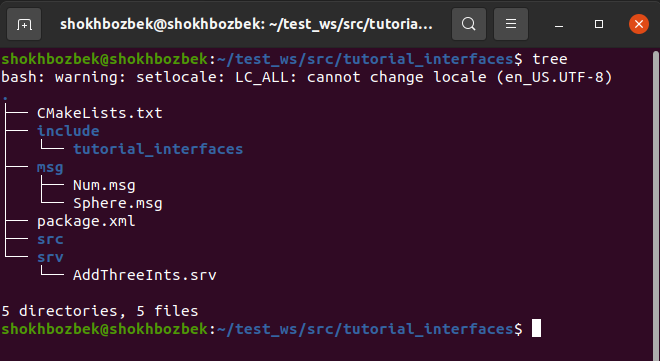 shokhbozbek@shokhbozbek: ~/test_ws/src/tutoria...
shokhbozbek@shokhbozbek:~/test_ws/src/tutorial_interfaces$ tree
bash: warning: setlocale: LC_ALL: cannot change locale (en_US.UTF-8)
.
├── CMakeLists.txt
├── include
│   └── tutorial_interfaces
├── msg
│   ├── Num.msg
│   └── Sphere.msg
├── package.xml
├── src
└── srv
    └── AddThreeInts.srv
5 directories, 5 files
shokhbozbek@shokhbozbek:~/test_ws/src/tutorial_interfaces$